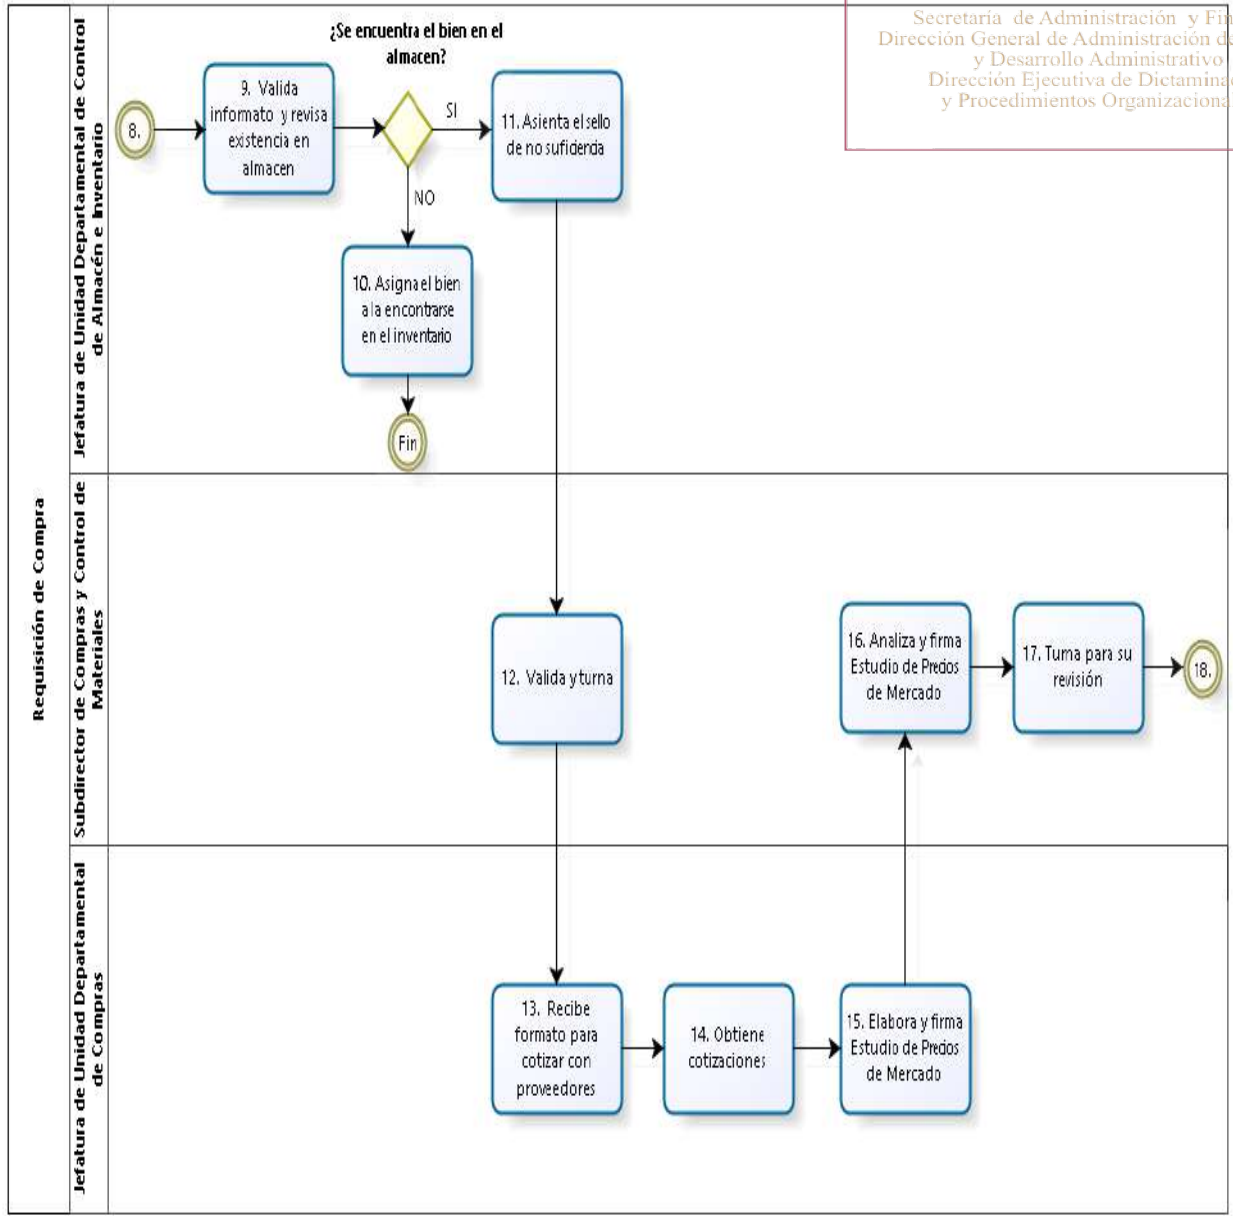 Secretaría de Administración y Fin
Dirección General de Administración de
y Desarrollo Administrativo
Dirección Ejecutiva de Dictamina
y Procedimientos Organizaciona
Requisición de Compra
Jefatura de Unidad Departamental de Control
de Almacén e Inventario
¿Se encuentra el bien en el
almacen?
8.
9. Valida
informato y revisa
existencia en
almacen
SI
NO
11. Asienta el sello
de no suficiencia
10. Asigna el bien
a la encontrarse
en el inventario
Fin
Subdirector de Compras y Control de
Materiales
12. Valida y turna
16. Analiza y firma
Estudio de Precios
de Mercado
17. Turna para su
revisión
18.
Jefatura de Unidad Departamental
de Compras
13. Recibe
formato para
cotizar con
proveedores
14. Obtiene
cotizaciones
15. Elabora y firma
Estudio de Precios
de Mercado